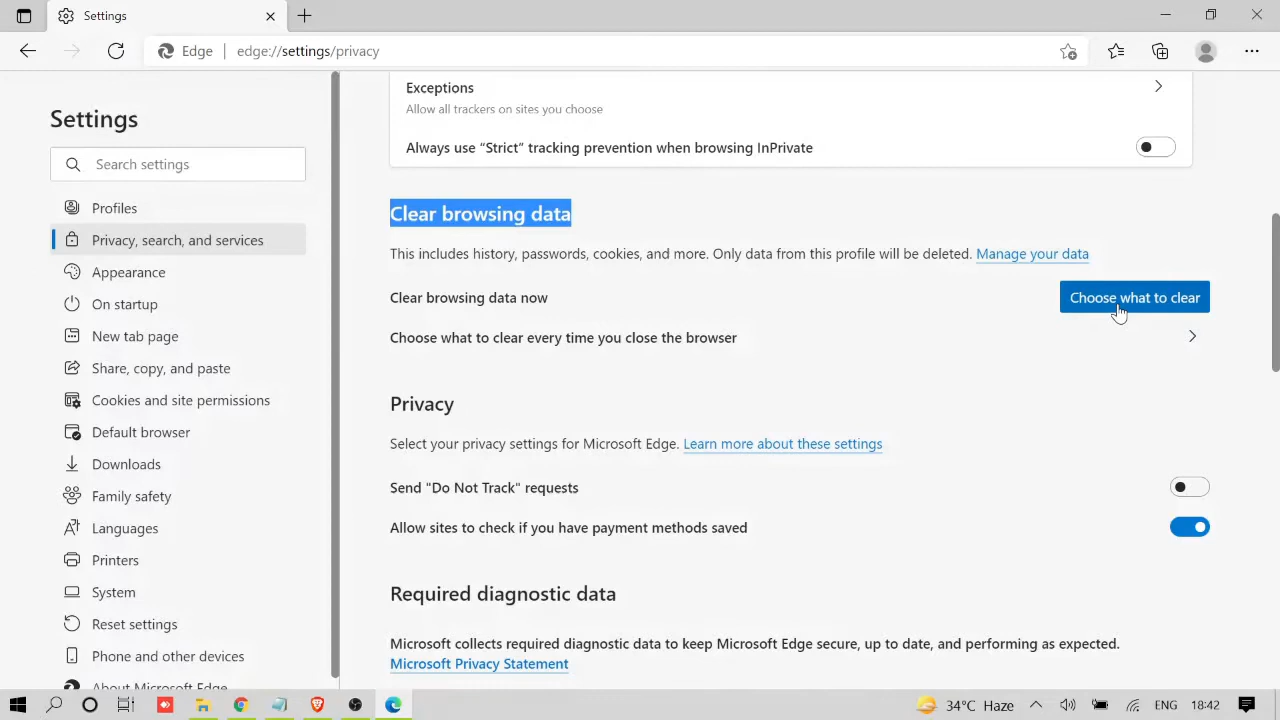 Settings
Edge
edge://settings/privacy
Settings
Search settings
Profiles
Privacy, search, and services
Appearance
On startup
New tab page
Share, copy, and paste
Cookies and site permissions
Default browser
Downloads
Family safety
Languages
Printers
System
Reset settings
Phone and other devices
About Microsoft Edge
Exceptions
Allow all trackers on sites you choose
Always use “Strict” tracking prevention when browsing InPrivate
Clear browsing data
This includes history, passwords, cookies, and more. Only data from this profile will be deleted. Manage your data
Clear browsing data now
Choose what to clear
Choose what to clear every time you close the browser
Privacy
Select your privacy settings for Microsoft Edge. Learn more about these settings
Send "Do Not Track" requests
Allow sites to check if you have payment methods saved
Required diagnostic data
Microsoft collects required diagnostic data to keep Microsoft Edge secure, up to date, and performing as expected.
Microsoft Privacy Statement
34°C Haze
ENG
18:42